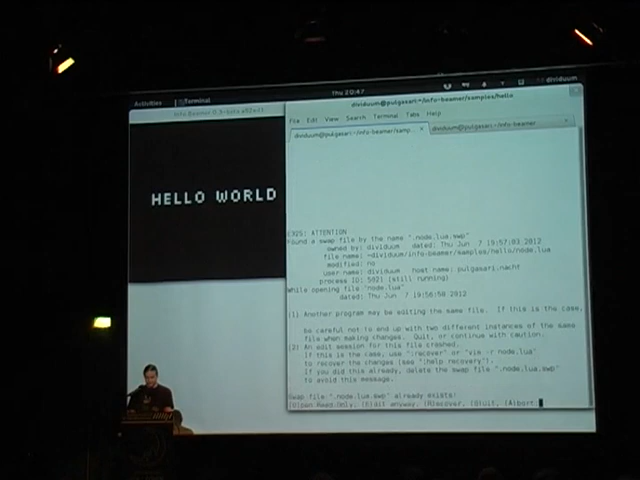 Activities
Terminal
Thu 20:47
dividuum
dividuum@pulgasari:~/info-beamer/samples/hello
File Edit View Search Terminal Tabs Help
dividuum@pulgasari:~/info-beamer/samp...
dividuum@pulgasari:~/info-beamer
HELLO WORLD
E325: ATTENTION
Found a swap file by the name ".node.lua.swp"
owned by: dividuum dated: Thu Jun 7 19:57:03 2012
file name: ~dividuum/info-beamer/samples/hello/node.lua
modified: no
user name: dividuum host name: pulgasari.nacht
process ID: 5921 (still running)
While opening file "node.lua"
dated: Thu Jun 7 19:56:58 2012
(1) Another program may be editing the same file. If this is the case,
be careful not to end up with two different instances of the same
file when making changes. Quit, or continue with caution.
(2) An edit session for this file crashed.
If this is the case, use ":recover" or "vim -r node.lua"
to recover the changes (see ":help recovery").
If you did this already, delete the swap file ".node.lua.swp"
to avoid this message.
Swap file ".node.lua.swp" already exists!
[O]pen Read-Only, (E)dit anyway, (R)ecover, (Q)uit, (A)bort: